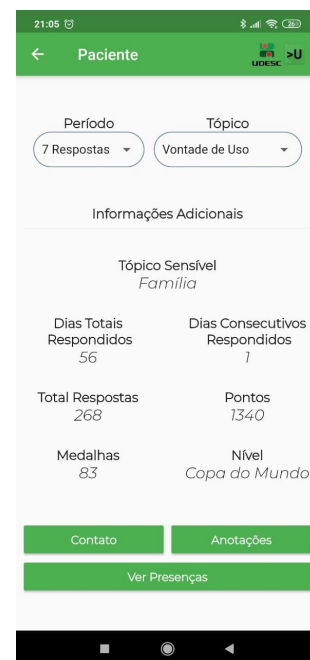 21:05
26
Paciente
UDESC >U
Período
Tópico
7 Respostas
Vontade de Uso
Informações Adicionais
Tópico Sensível
Família
Dias Totais
Respondidos
56
Dias Consecutivos
Respondidos
1
Total Respostas
268
Pontos
1340
Medalhas
83
Nível
Copa do Mundo
Contato
Anotações
Ver Presenças